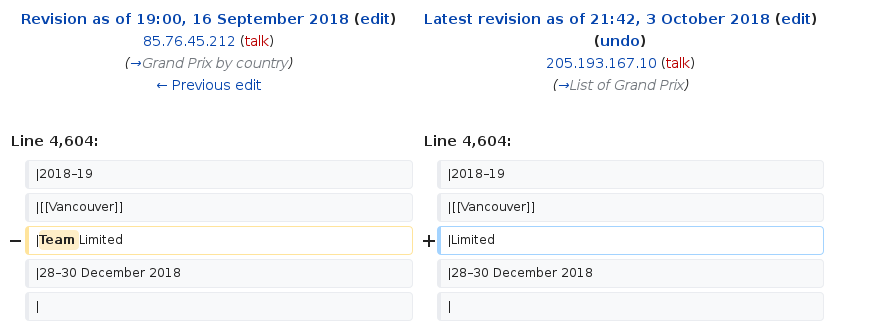 Revision as of 19:00, 16 September 2018 (edit)
85.76.45.212 (talk)
(→Grand Prix by country)
← Previous edit
Latest revision as of 21:42, 3 October 2018 (edit)
(undo)
205.193.167.10 (talk)
(→List of Grand Prix)
Line 4,604:
Line 4,604:
|2018–19
|2018–19
|[[Vancouver]]
|[[Vancouver]]
− |Team Limited
+ |Limited
|28–30 December 2018
|28–30 December 2018
|
|